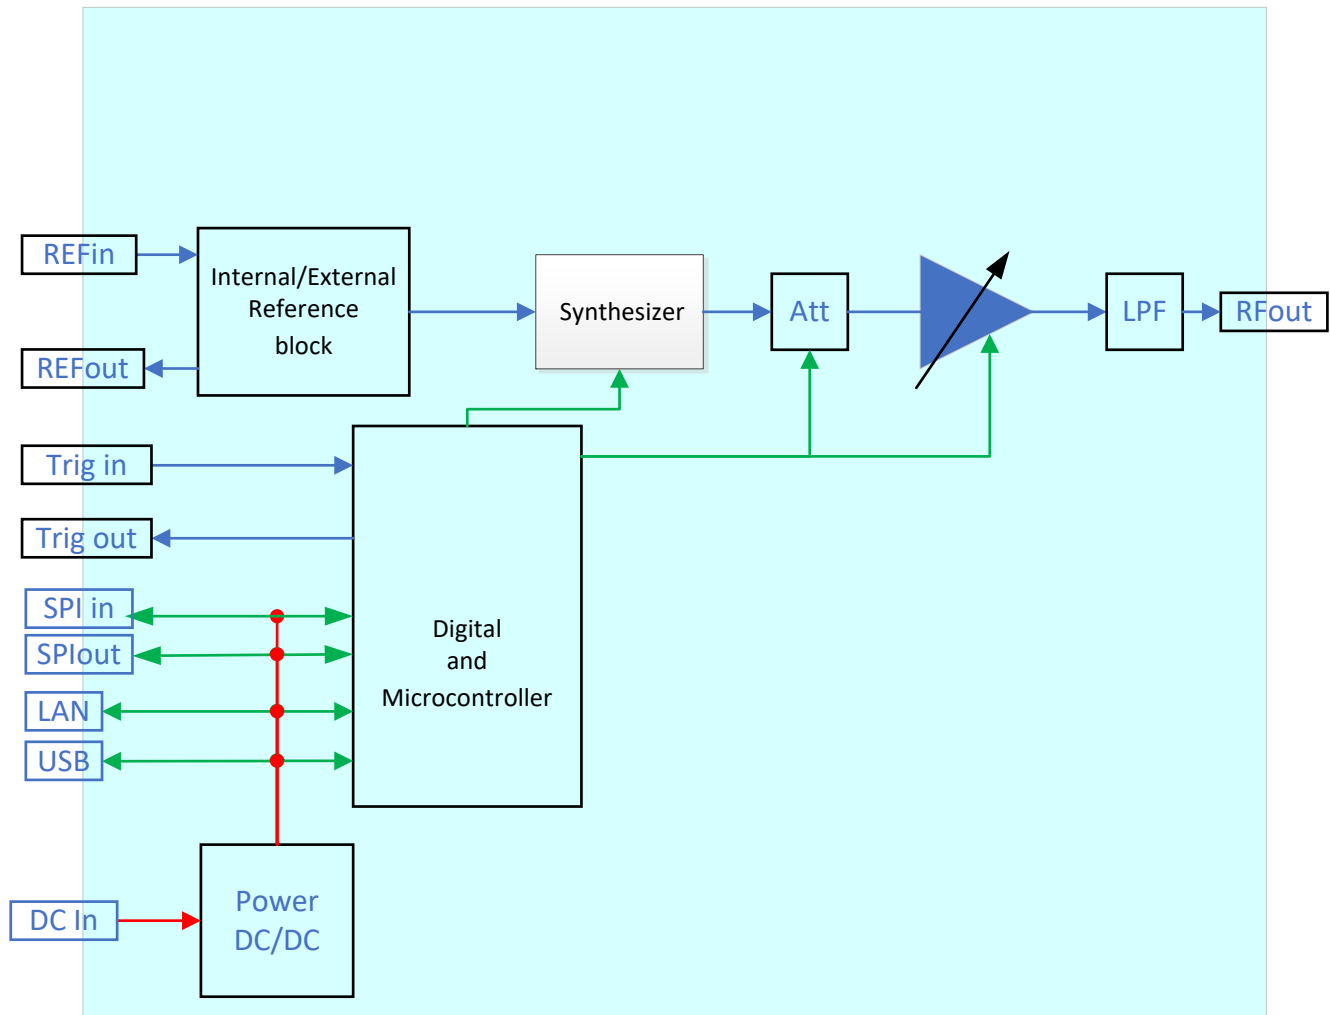 REFin
Internal/External
Reference
block
REFout
Synthesizer
Att
LPF
RFout
Trig in
Trig out
SPI in
SPIout
LAN
USB
Digital
and
Microcontroller
DC In
Power
DC/DC